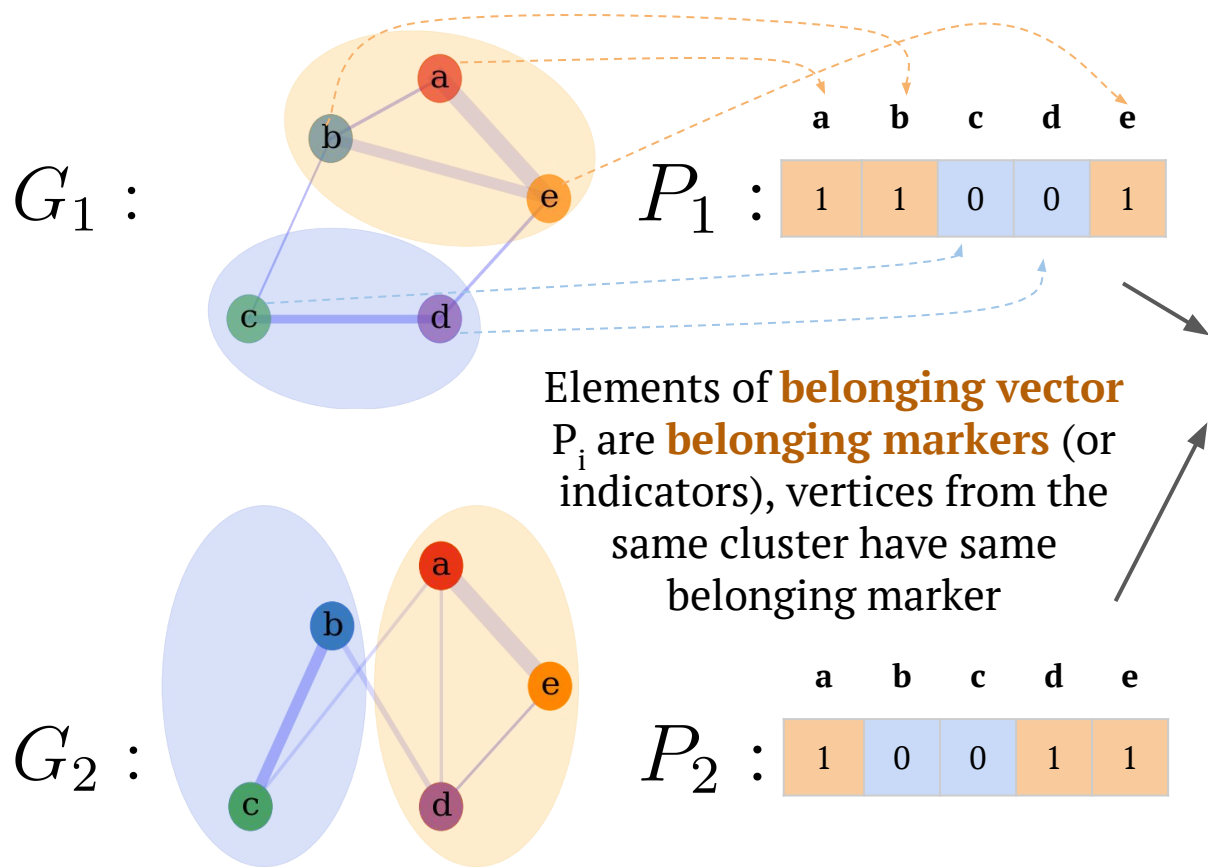 G₁ :
a
b
e
c
d
P₁ :
a b c d e
1 1 0 0 1
Elements of belonging vector
Pᵢ are belonging markers (or
indicators), vertices from the
same cluster have same
belonging marker
G₂ :
a
b
e
c
d
P₂ :
a b c d e
1 0 0 1 1